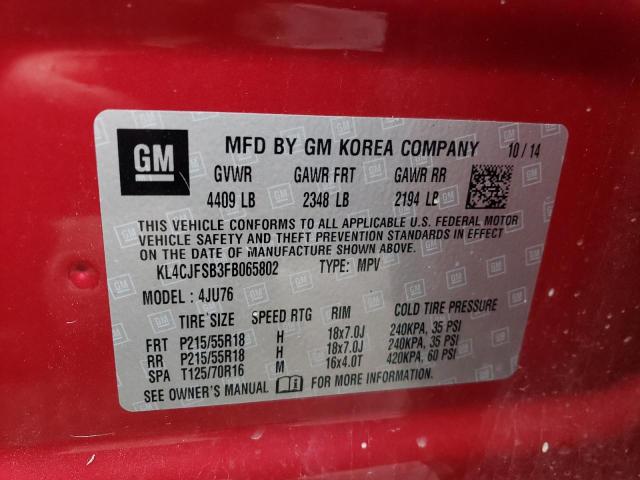 GM MFD BY GM KOREA COMPANY 10 / 14
GVWR GAWR FRT GAWR RR
4409 LB 2348 LB 2194 LB
THIS VEHICLE CONFORMS TO ALL APPLICABLE U.S. FEDERAL MOTOR
VEHICLE SAFETY AND THEFT PREVENTION STANDARDS IN EFFECT
ON THE DATE OF MANUFACTURE SHOWN ABOVE.
KL4CJFSB3FB065802 TYPE: MPV
MODEL : 4JU76
TIRE SIZE SPEED RTG RIM COLD TIRE PRESSURE
FRT P215/55R18 H 18x7.0J 240KPA, 35 PSI
RR P215/55R18 H 18x7.0J 240KPA, 35 PSI
SPA T125/70R16 M 16x4.0T 420KPA, 60 PSI
SEE OWNER'S MANUAL FOR MORE INFORMATION.